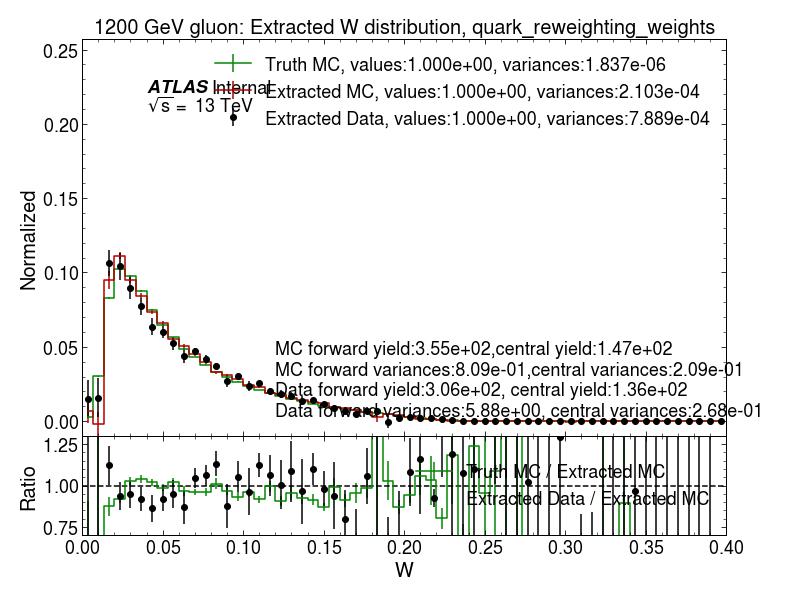 1200 GeV gluon: Extracted W distribution, quark_reweighting_weights
0.25
Truth MC, values:1.000e+00, variances:1.837e-06
ATLAS Internal
Extracted MC, values:1.000e+00, variances:2.103e-04
√s = 13 TeV
Extracted Data, values:1.000e+00, variances:7.889e-04
0.20
0.15
Normalized
0.10
0.05
MC forward yield:3.55e+02,central yield:1.47e+02
MC forward variances:8.09e-01,central variances:2.09e-01
Data forward yield:3.06e+02, central yield:1.36e+02
Data forward variances:5.88e+00, central variances:2.68e-01
0.00
1.25
Truth MC / Extracted MC
1.00
Ratio
Extracted Data / Extracted MC
0.75
0.00 0.05 0.10 0.15 0.20 0.25 0.30 0.35 0.40
W